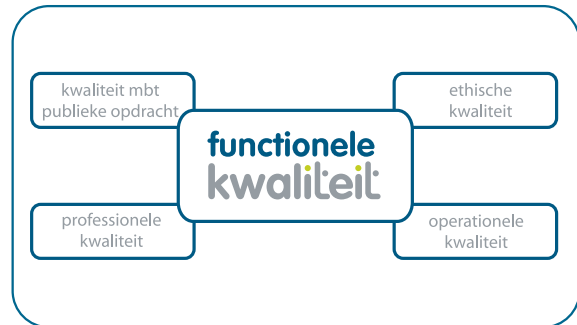 kwaliteit mbt
publieke opdracht
ethische
kwaliteit
functionele
kwaliteit
professionele
kwaliteit
operationele
kwaliteit